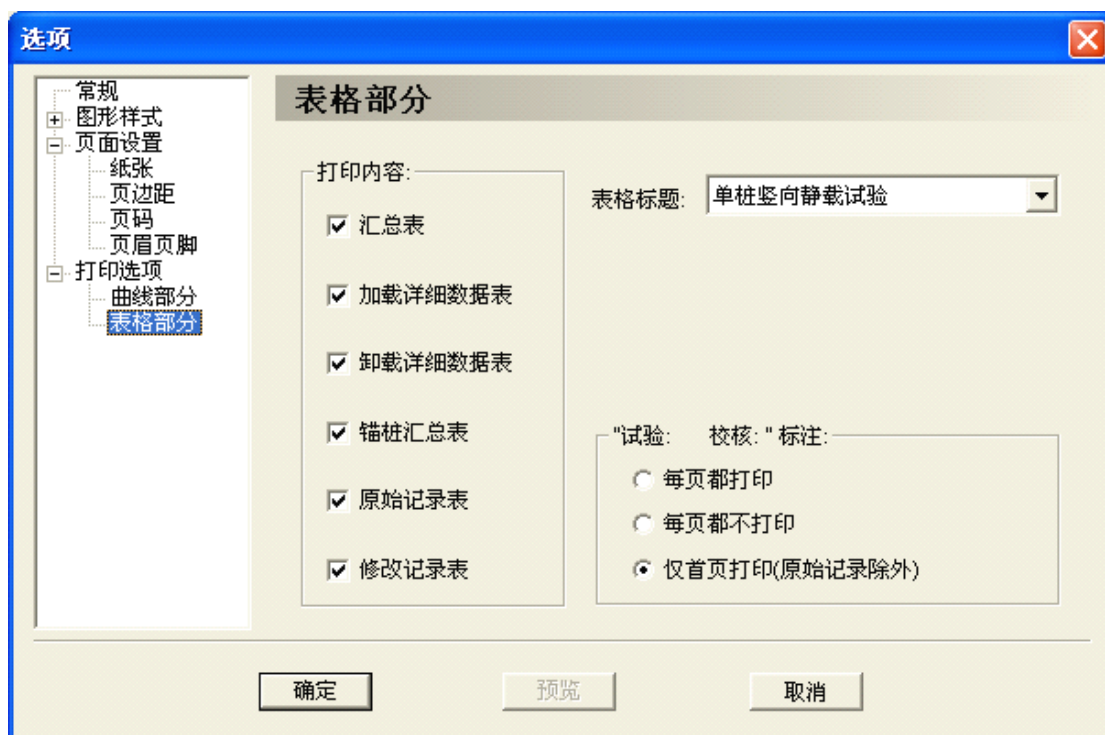 选项
常规
图形样式
页面设置
纸张
页边距
页码
页眉页脚
打印选项
曲线部分
表格部分
表格部分
打印内容:
汇总表
加载详细数据表
卸载详细数据表
锚桩汇总表
原始记录表
修改记录表
表格标题: 单桩竖向静载试验
"试验: 校核: " 标注:
每页都打印
每页都不打印
仅首页打印(原始记录除外)
确定 预览 取消